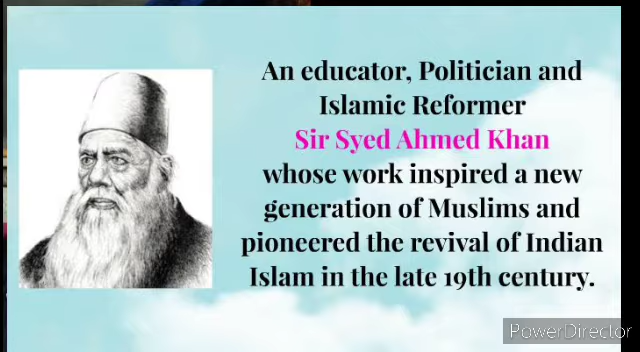 An educator, Politician and
Islamic Reformer
Sir Syed Ahmed Khan
whose work inspired a new
generation of Muslims and
pioneered the revival of Indian
Islam in the late 19th century.
PowerDirector